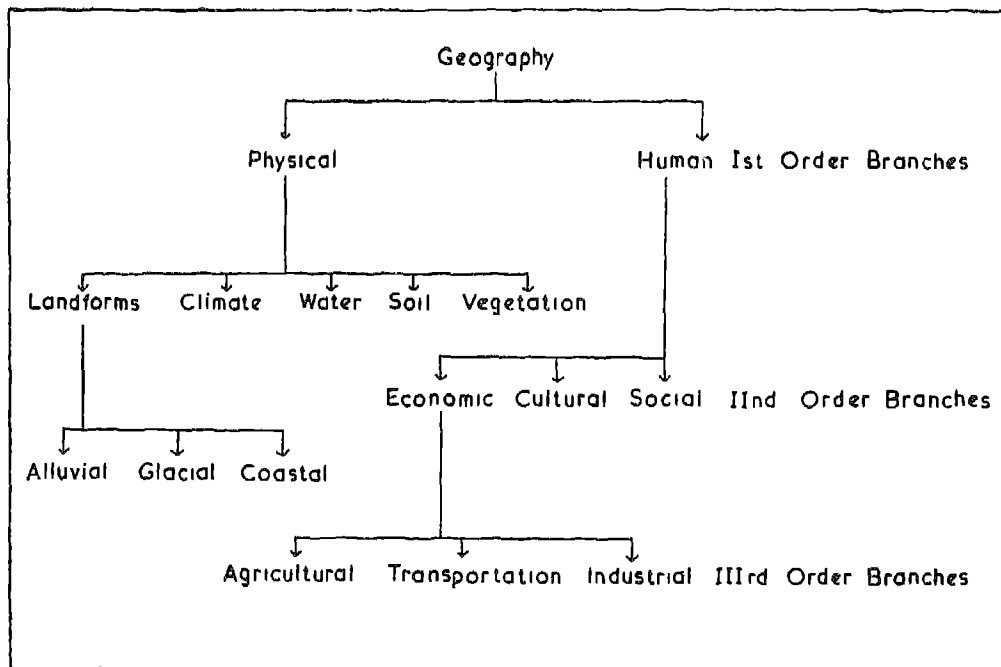 Geography
Physical Human Ist Order Branches
Landforms Climate Water Soil Vegetation
Economic Cultural Social IInd Order Branches
Alluvial Glacial Coastal
Agricultural Transportation Industrial IIIrd Order Branches